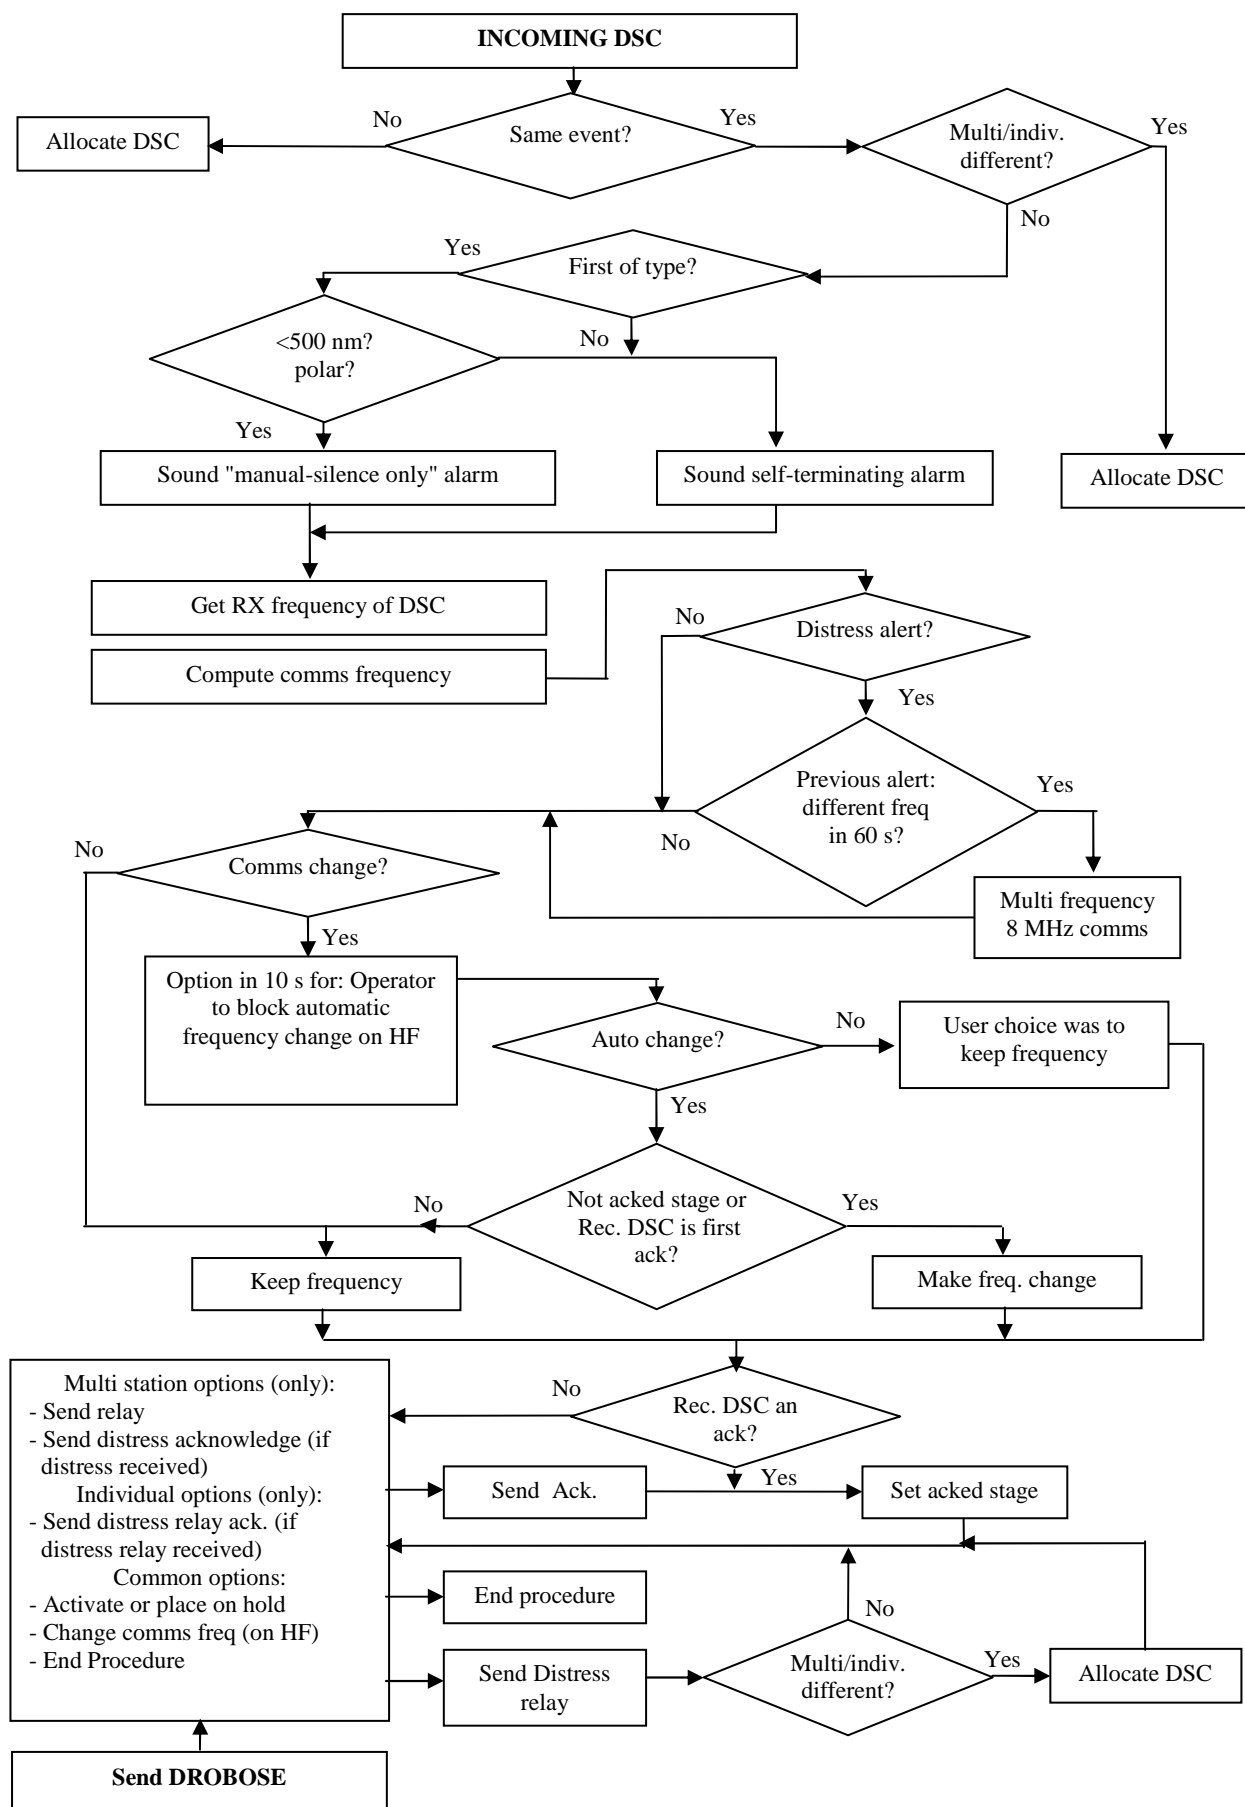 INCOMING DSC
No
Yes
Allocate DSC
Same event?
Multi/indiv.
different?
Yes
No
Yes
First of type?
No
<500 nm?
polar?
Yes
Sound "manual-silence only" alarm
Sound self-terminating alarm
Allocate DSC
Get RX frequency of DSC
No
Distress alert?
Compute comms frequency
Yes
Previous alert:
different freq
in 60 s?
Yes
No
No
Comms change?
Multi frequency
8 MHz comms
Yes
Option in 10 s for: Operator
to block automatic
frequency change on HF
Auto change?
No
User choice was to
keep frequency
Yes
No
Not acked stage or
Rec. DSC is first
ack?
Yes
Keep frequency
Make freq. change
Multi station options (only):
- Send relay
- Send distress acknowledge (if
distress received)
Individual options (only):
- Send distress relay ack. (if
distress relay received)
Common options:
- Activate or place on hold
- Change comms freq (on HF)
- End Procedure
No
Rec. DSC an
ack?
Yes
Send Ack.
Set acked stage
End procedure
No
Send Distress
relay
Multi/indiv.
different?
Yes
Allocate DSC
Send DROBOSE